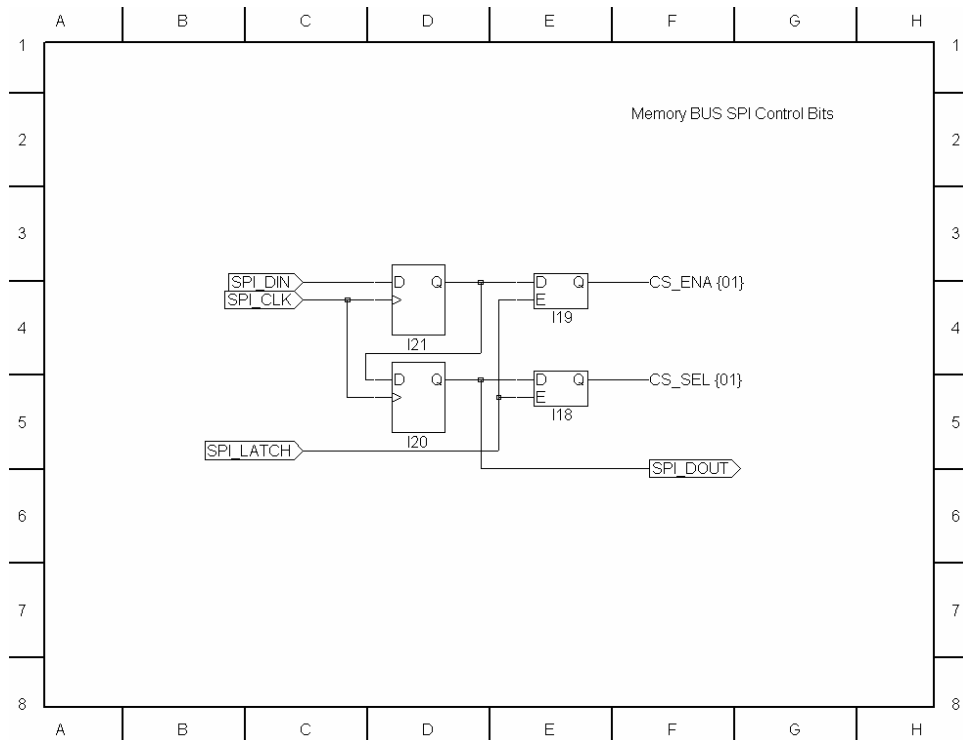 A B C D E F G H
1 1
Memory BUS SPI Control Bits
2 2
3 3
SPI_DIN D Q D Q CS_ENA {01}
SPI_CLK E
I19
4 4
I21
D Q D Q CS_SEL {01}
E
I18
5 5
I20
SPI_LATCH
SPI_DOUT
6 6
7 7
8 8
A B C D E F G H